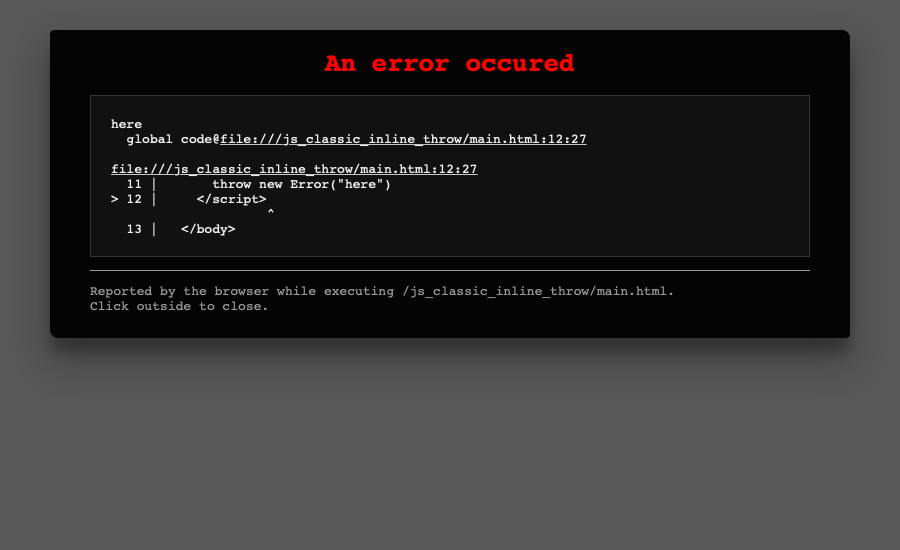 An error occured
here
  global code@file:///js_classic_inline_throw/main.html:12:27
file:///js_classic_inline_throw/main.html:12:27
  11 |       throw new Error("here")
> 12 |     </script>
                    ^
  13 |   </body>
Reported by the browser while executing /js_classic_inline_throw/main.html.
Click outside to close.